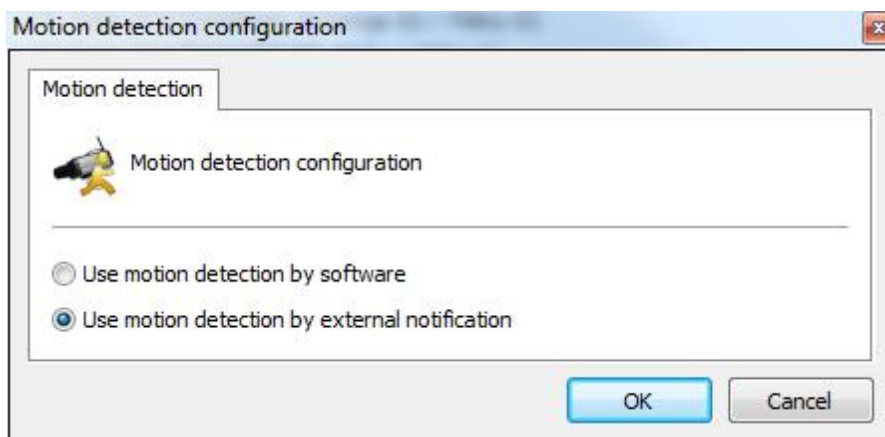 Motion detection configuration
Motion detection
Motion detection configuration
Use motion detection by software
Use motion detection by external notification
OK Cancel